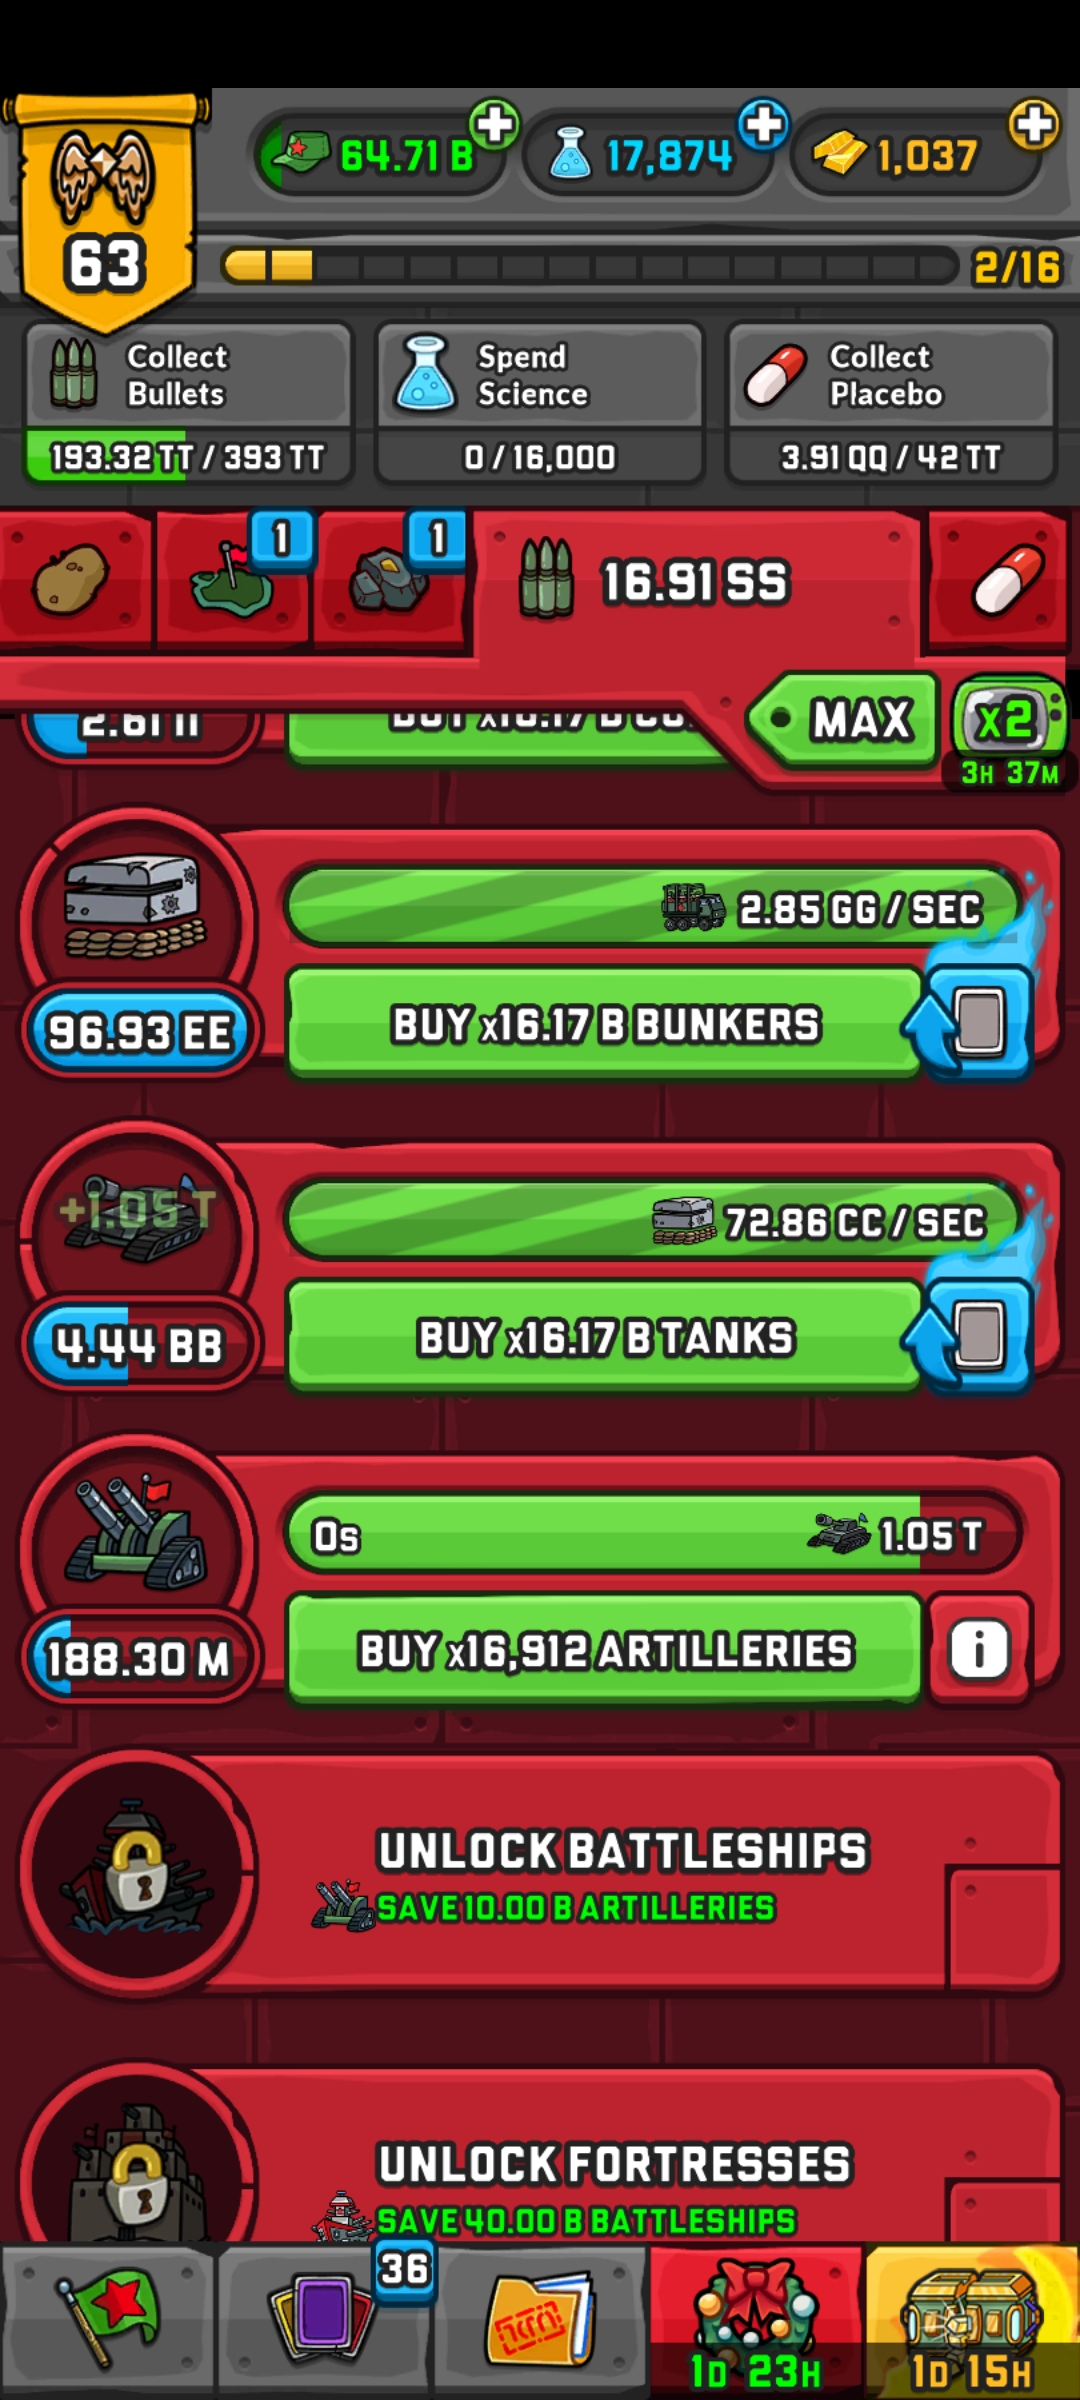 64.71 B
17,874
1,037
63
2/16
Collect
Bullets
193.32 TT / 393 TT
Spend
Science
0 / 16,000
Collect
Placebo
3.91 QQ / 42 TT
1
1
16.91 SS
MAX
x2
3H 37M
2.85 GG / SEC
96.93 EE
BUY x16.17 B BUNKERS
+1.05 T
72.86 CC / SEC
4.44 BB
BUY x16.17 B TANKS
0s
1.05 T
188.30 M
BUY x16,912 ARTILLERIES
i
UNLOCK BATTLESHIPS
SAVE 10.00 B ARTILLERIES
UNLOCK FORTRESSES
SAVE 40.00 B BATTLESHIPS
36
1D 23H
1D 15H